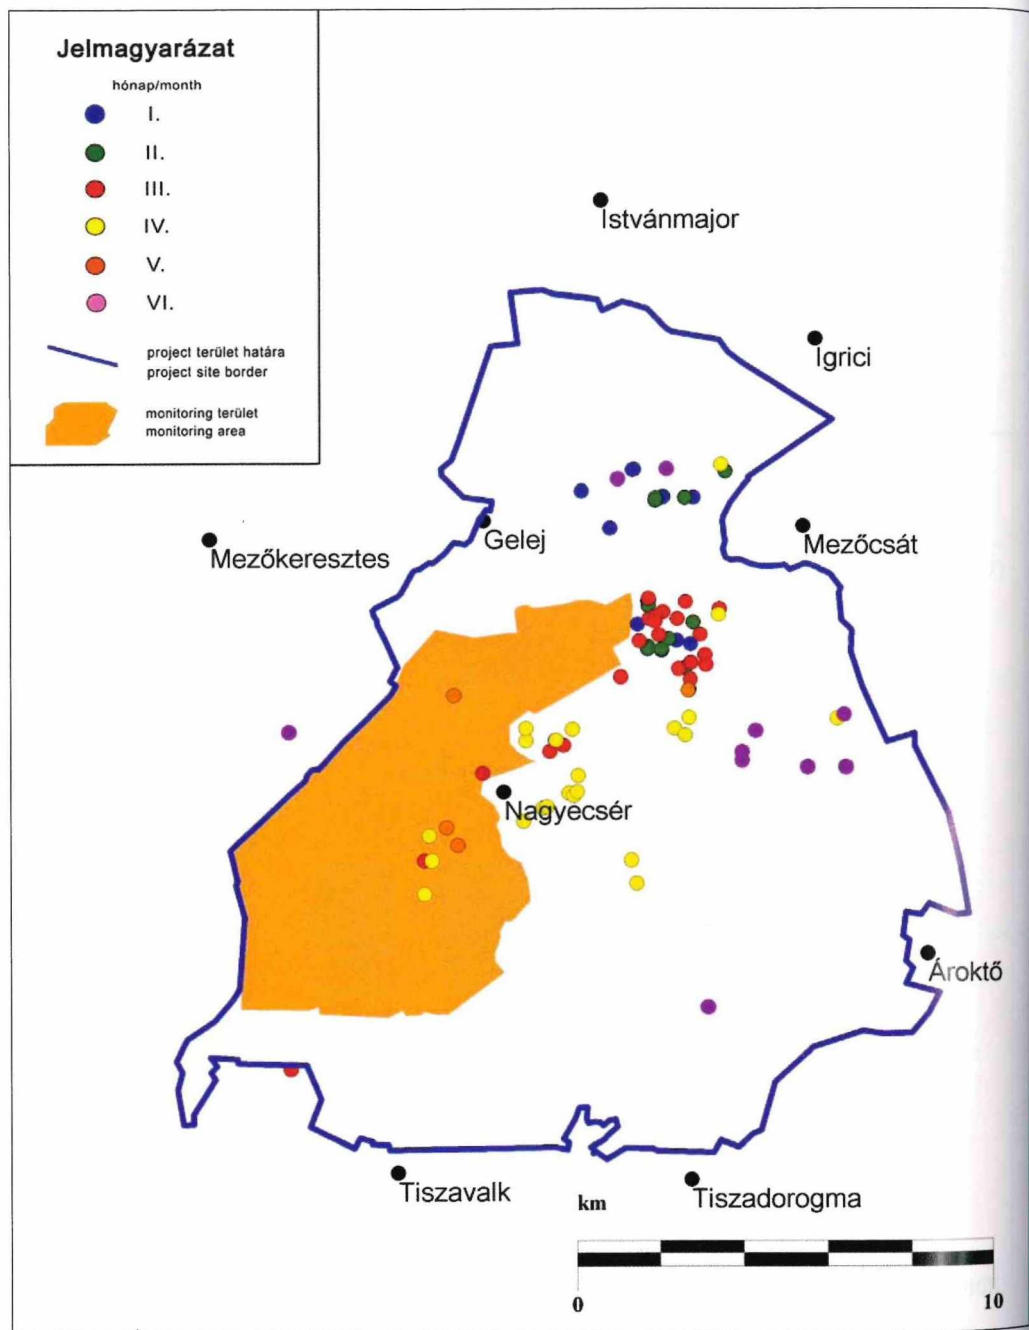 Jelmagyarázat
hónap/month
I.
II.
III.
IV.
V.
VI.
project terület határa
project site border
monitoring terület
monitoring area
Istvánmajor
Igrici
Gelej
Mezőkeresztes
Mezőcsát
Nagyecsér
Ároktő
Tiszavalk
Tiszadorogma
km
0
10